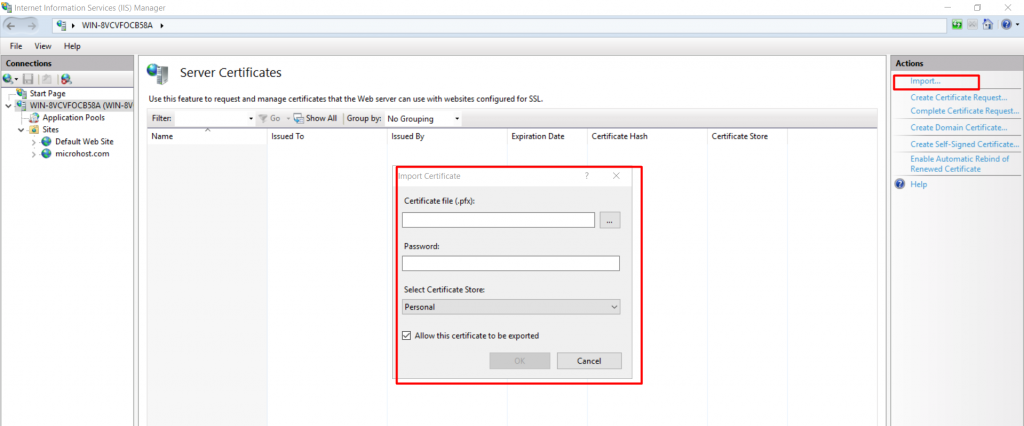 Internet Information Services (IIS) Manager
WIN-8VCVFOCB58A
File View Help
Connections
Start Page
WIN-8VCVFOCB58A (WIN-8V
Application Pools
Sites
Default Web Site
microhost.com
Server Certificates
Use this feature to request and manage certificates that the Web server can use with websites configured for SSL.
Filter: Go Show All Group by: No Grouping
Name Issued To Issued By Expiration Date Certificate Hash Certificate Store
Import Certificate ?
Certificate file (.pfx):
...
Password:
Select Certificate Store:
Personal
Allow this certificate to be exported
OK Cancel
Actions
Import...
Create Certificate Request...
Complete Certificate Request...
Create Domain Certificate...
Create Self-Signed Certificate...
Enable Automatic Rebind of
Renewed Certificate
Help